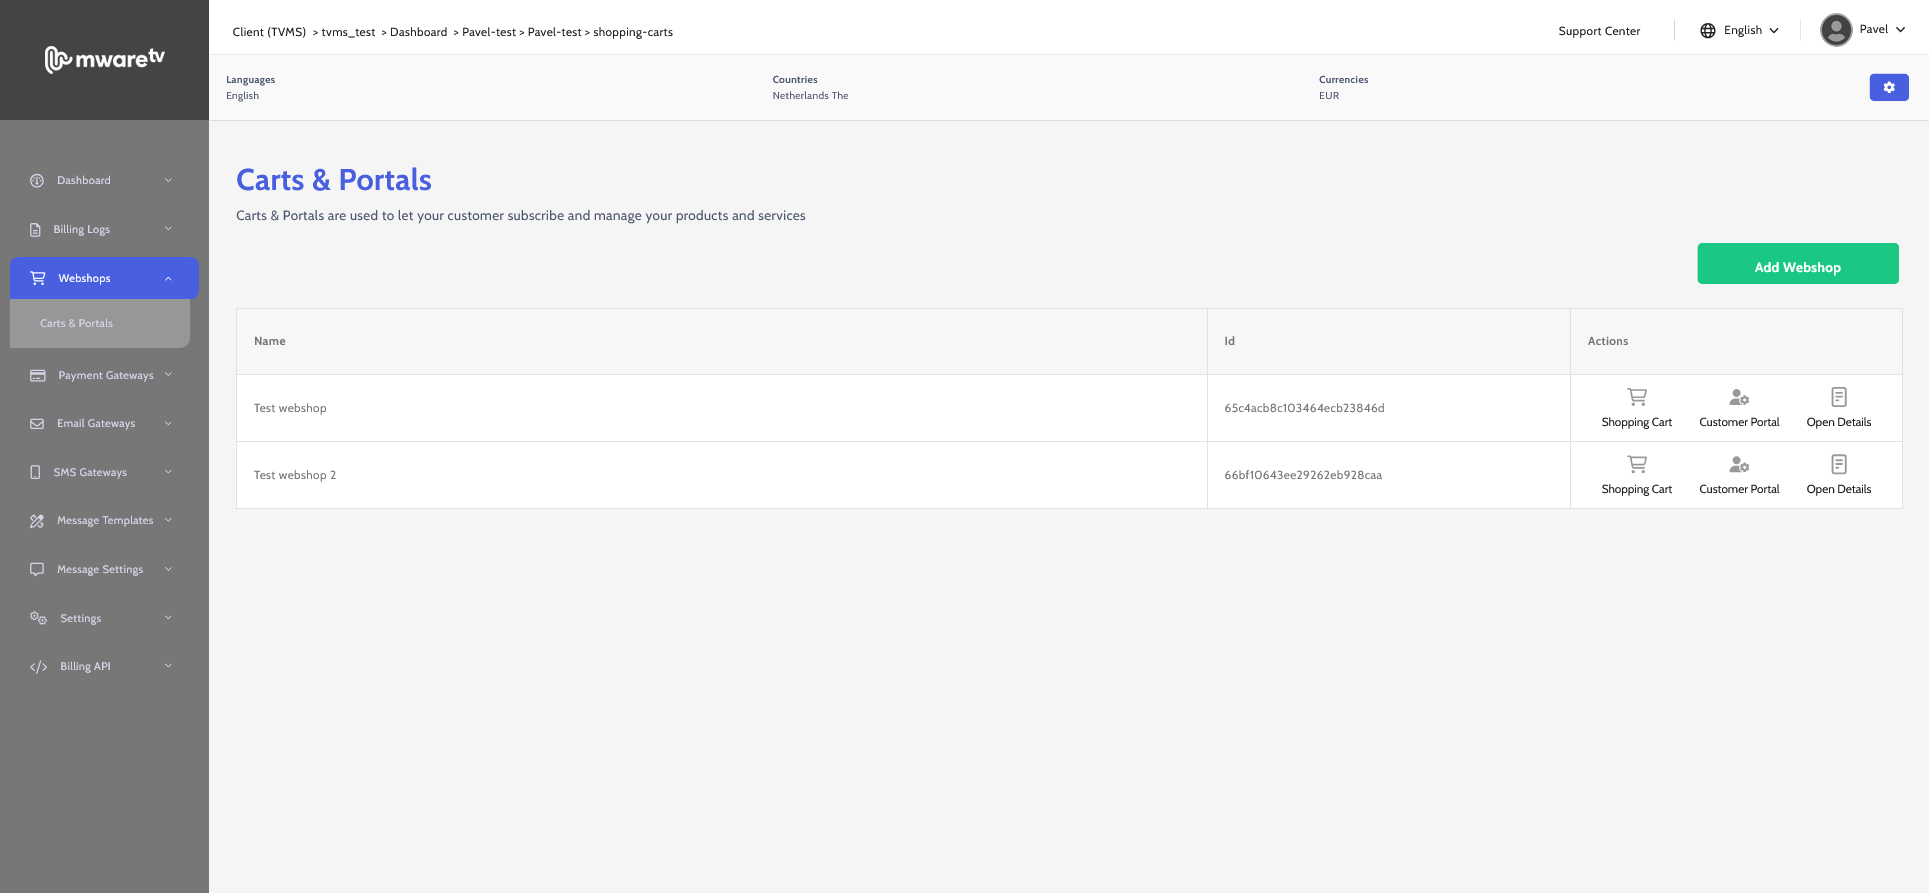 mwaretv
Client (TVMS) > tvms_test > Dashboard > Pavel-test > Pavel-test > shopping-carts
Support Center
English
Pavel
Languages
English
Countries
Netherlands The
Currencies
EUR
Dashboard
Billing Logs
Webshops
Carts & Portals
Payment Gateways
Email Gateways
SMS Gateways
Message Templates
Message Settings
Settings
Billing API
Carts & Portals
Carts & Portals are used to let your customer subscribe and manage your products and services
Add Webshop
Name Id Actions
Test webshop 65c4acb8c103464ecb23846d Shopping Cart Customer Portal Open Details
Test webshop 2 66bf10643ee29262eb928caa Shopping Cart Customer Portal Open Details